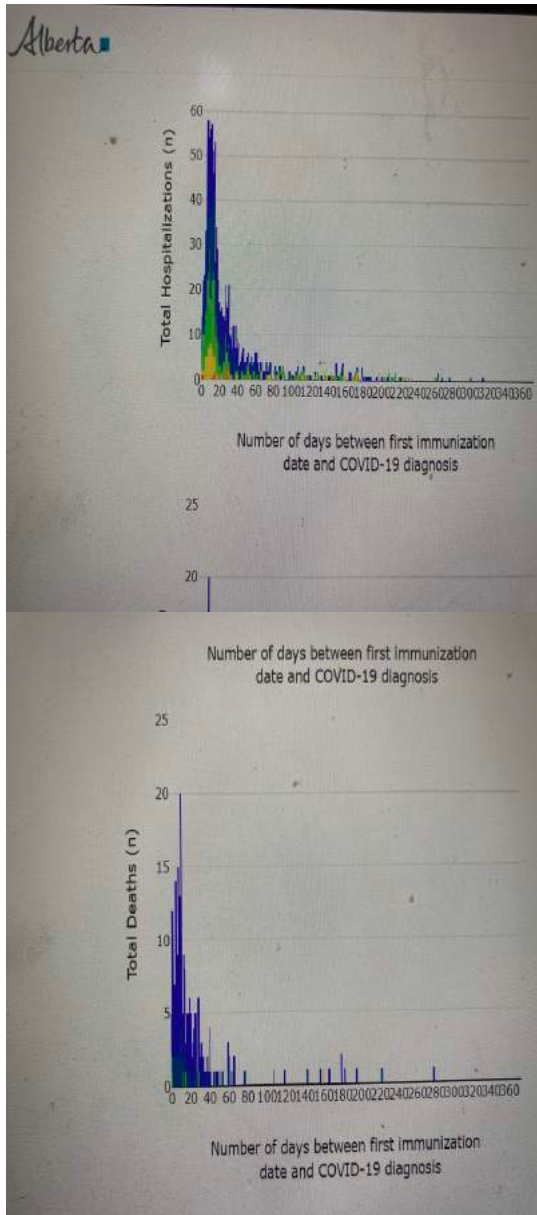 Alberta
60
50
40
30
20
10
0
Total Hospitalizations (n)
0 20 40 60 80 100120140160180200220240260280300320340360
Number of days between first immunization
date and COVID-19 diagnosis
25
20
Number of days between first immunization
date and COVID-19 diagnosis
25
20
15
10
5
0
Total Deaths (n)
0 20 40 60 80 100120140160180200220240260280300320340360
Number of days between first immunization
date and COVID-19 diagnosis